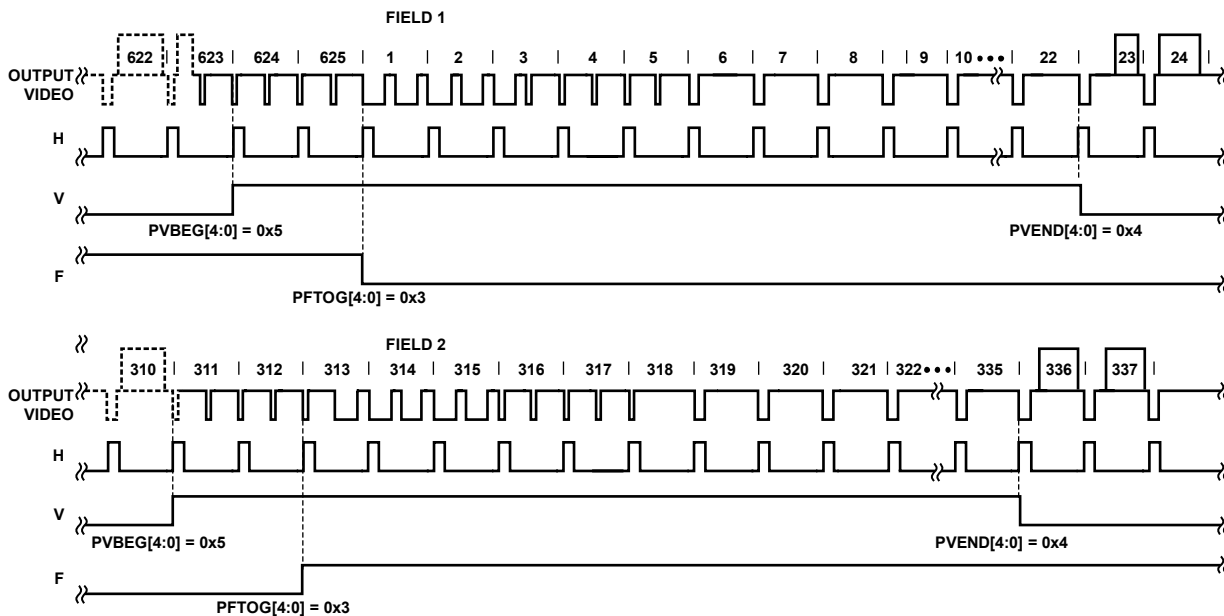 FIELD 1
622 623 624 625 1 2 3 4 5 6 7 8 9 10 ••• 22 23 24
OUTPUT
VIDEO
H
V
PVBEG[4:0] = 0x5 PVEND[4:0] = 0x4
F
PFTOG[4:0] = 0x3
FIELD 2
310 311 312 313 314 315 316 317 318 319 320 321 322 ••• 335 336 337
OUTPUT
VIDEO
H
V
PVBEG[4:0] = 0x5 PVEND[4:0] = 0x4
F
PFTOG[4:0] = 0x3